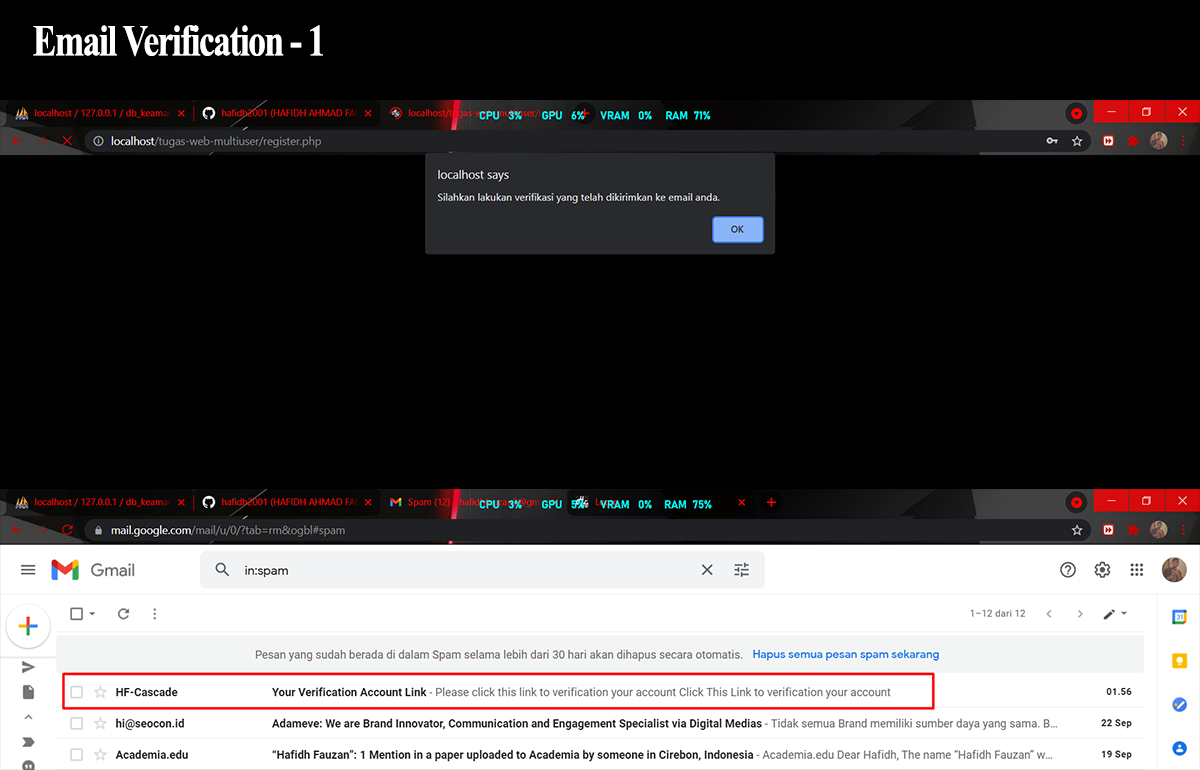 Email Verification - 1
localhost / 127.0.0.1 / db_keama
hafidh2001 (HAFIDH AHMAD FA
CPU 3% GPU 6% VRAM 0% RAM 71%
localhost/tugas-web-multiuser/register.php
localhost says
Silahkan lakukan verifikasi yang telah dikirimkan ke email anda.
OK
localhost / 127.0.0.1 / db_keama
hafidh2001 (HAFIDH AHMAD FA
Spam (12)
CPU 3% GPU 5% VRAM 0% RAM 75%
mail.google.com/mail/u/0/?tab=rm&ogbl#spam
Gmail
in:spam
1–12 dari 12
31
Pesan yang sudah berada di dalam Spam selama lebih dari 30 hari akan dihapus secara otomatis. Hapus semua pesan spam sekarang
HF-Cascade Your Verification Account Link - Please click this link to verification your account Click This Link to verification your account 01.56
hi@seocon.id Adameve: We are Brand Innovator, Communication and Engagement Specialist via Digital Medias - Tidak semua Brand memiliki sumber daya yang sama. B... 22 Sep
Academia.edu “Hafidh Fauzan”: 1 Mention in a paper uploaded to Academia by someone in Cirebon, Indonesia - Academia.edu Dear Hafidh, The name “Hafidh Fauzan” w... 19 Sep